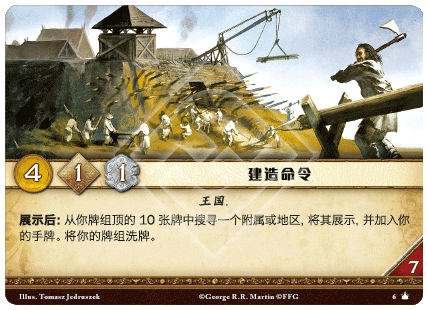 4 1 1 建造命令
王国.
展示后: 从你牌组顶的 10 张牌中搜寻一个附属或地区, 将其展示, 并加入你
的手牌。将你的牌组洗牌。
7
Illus. Tomasz Jedruszek ©George R.R. Martin ©FFG 6